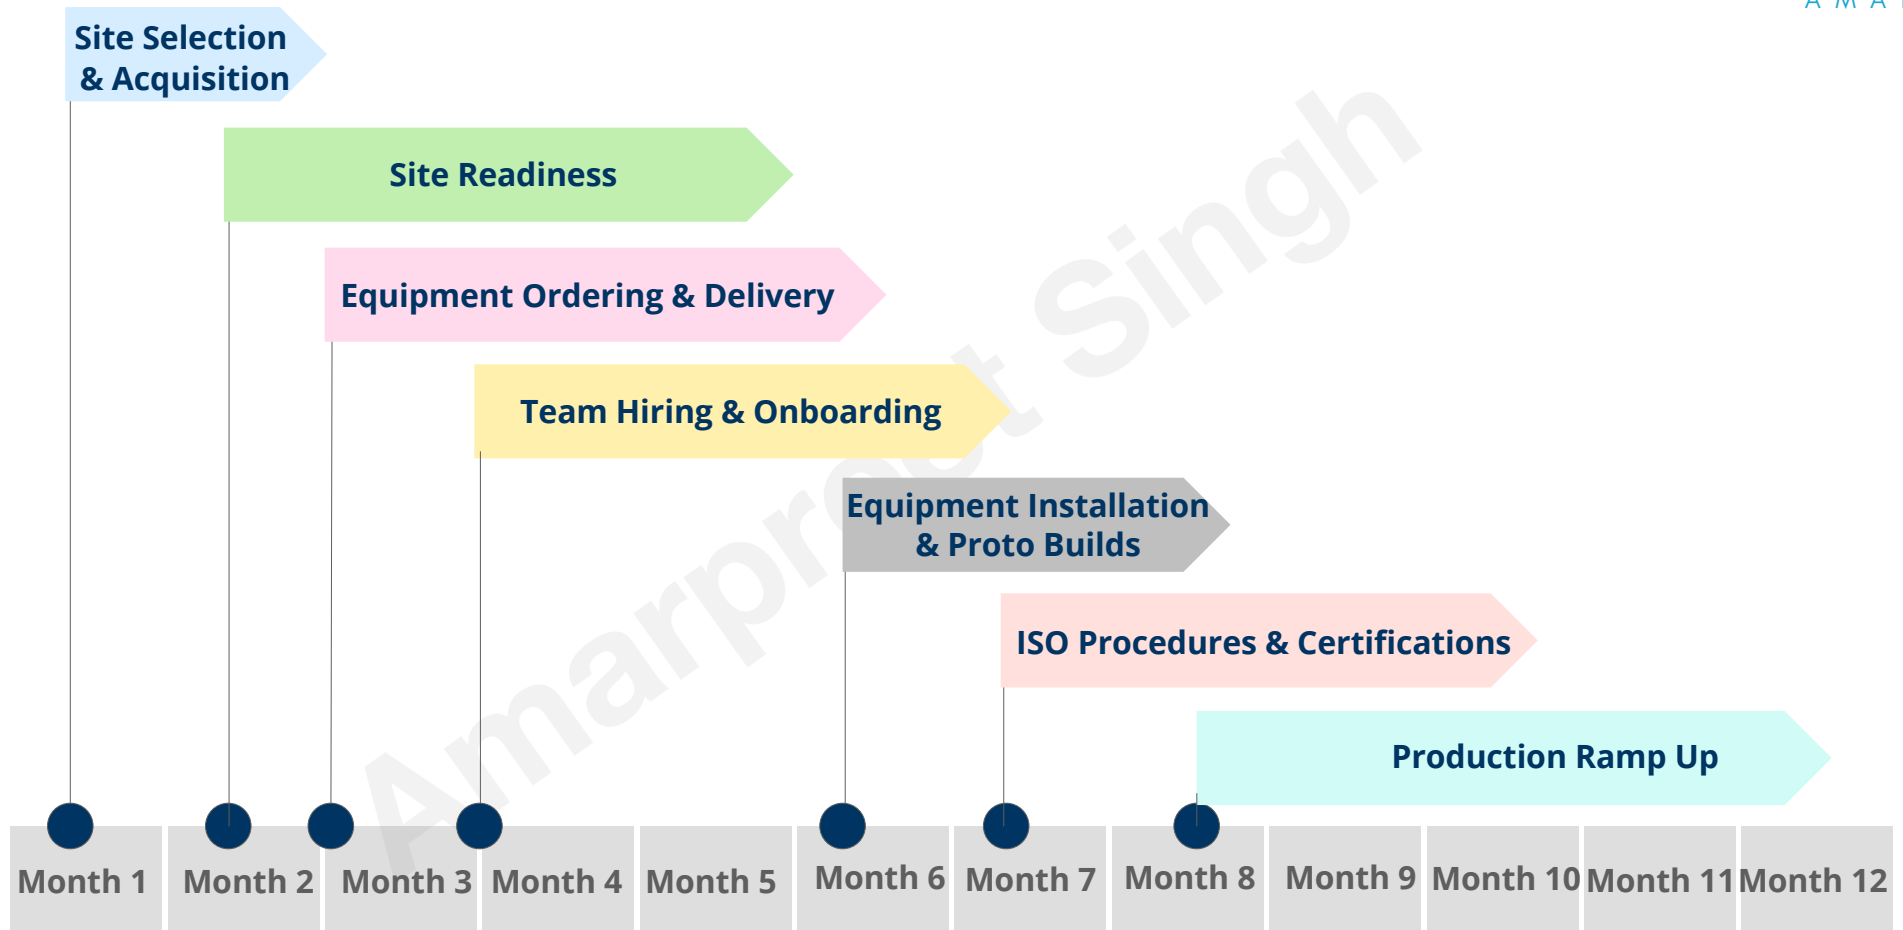 Site Selection
& Acquisition
Site Readiness
Equipment Ordering & Delivery
Team Hiring & Onboarding
Equipment Installation
& Proto Builds
ISO Procedures & Certifications
Production Ramp Up
Amarpreet Singh
Month 1
Month 2
Month 3
Month 4
Month 5
Month 6
Month 7
Month 8
Month 9
Month 10
Month 11
Month 12